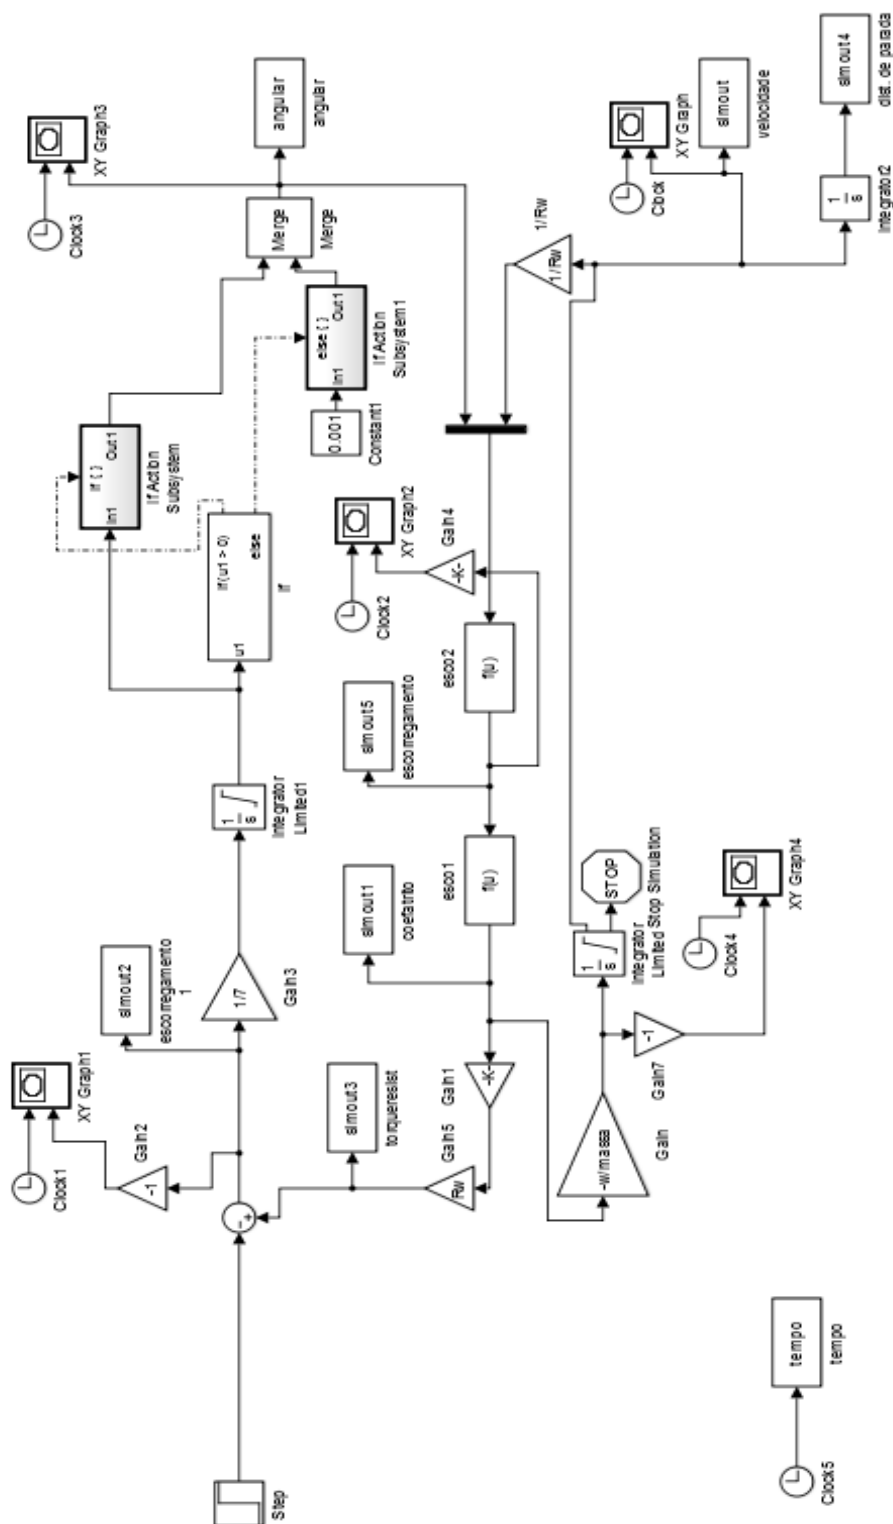 Clock1
XY Graph1
Clock3
XY Graph3
-1
Gain2
simout2
escorregamento
1
In1
if { }
Out1
If Action
Subsystem
Step
-
+
1/7
Gain3
1
s
Integrator
Limited1
u1
if(u1 > 0)
else
If
Merge
Merge
angular
angular
0.001
Constant1
In1
else { }
Out1
If Action
Subsystem1
simout3
torqueresist
simout1
coefatrito
simout5
escorregamento
Clock2
XY Graph2
Rw
Gain5
-K-
Gain1
f(u)
esco1
f(u)
esco2
-K-
Gain4
1/Rw
1/Rw
-w/massa
Gain
1
s
Integrator
Limited
STOP
Stop Simulation
-1
Gain7
Clock4
XY Graph4
Clock
XY Graph
simout
velocidade
Clock5
tempo
tempo
1
s
Integrator2
simout4
dist. de parada